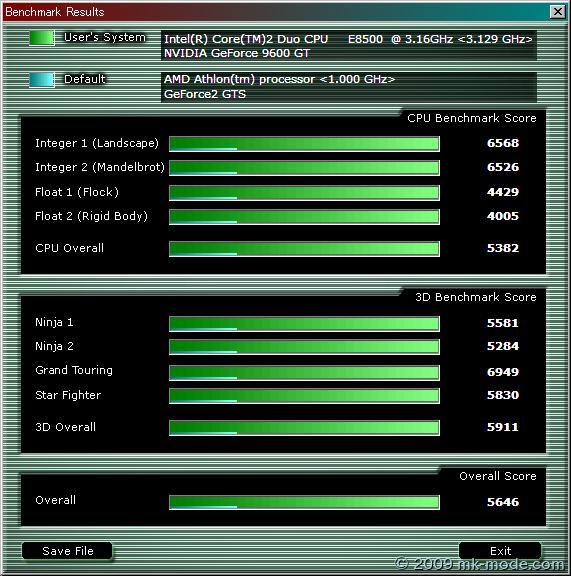 Benchmark Results
User's System
Intel(R) Core(TM)2 Duo CPU E8500 @ 3.16GHz <3.129 GHz>
NVIDIA GeForce 9600 GT
Default
AMD Athlon(tm) processor <1.000 GHz>
GeForce2 GTS
CPU Benchmark Score
Integer 1 (Landscape) 6568
Integer 2 (Mandelbrot) 6526
Float 1 (Flock) 4429
Float 2 (Rigid Body) 4005
CPU Overall 5382
3D Benchmark Score
Ninja 1 5581
Ninja 2 5284
Grand Touring 6949
Star Fighter 5830
3D Overall 5911
Overall Score
Overall 5646
Save File Exit
© 2009 mk-mode.com